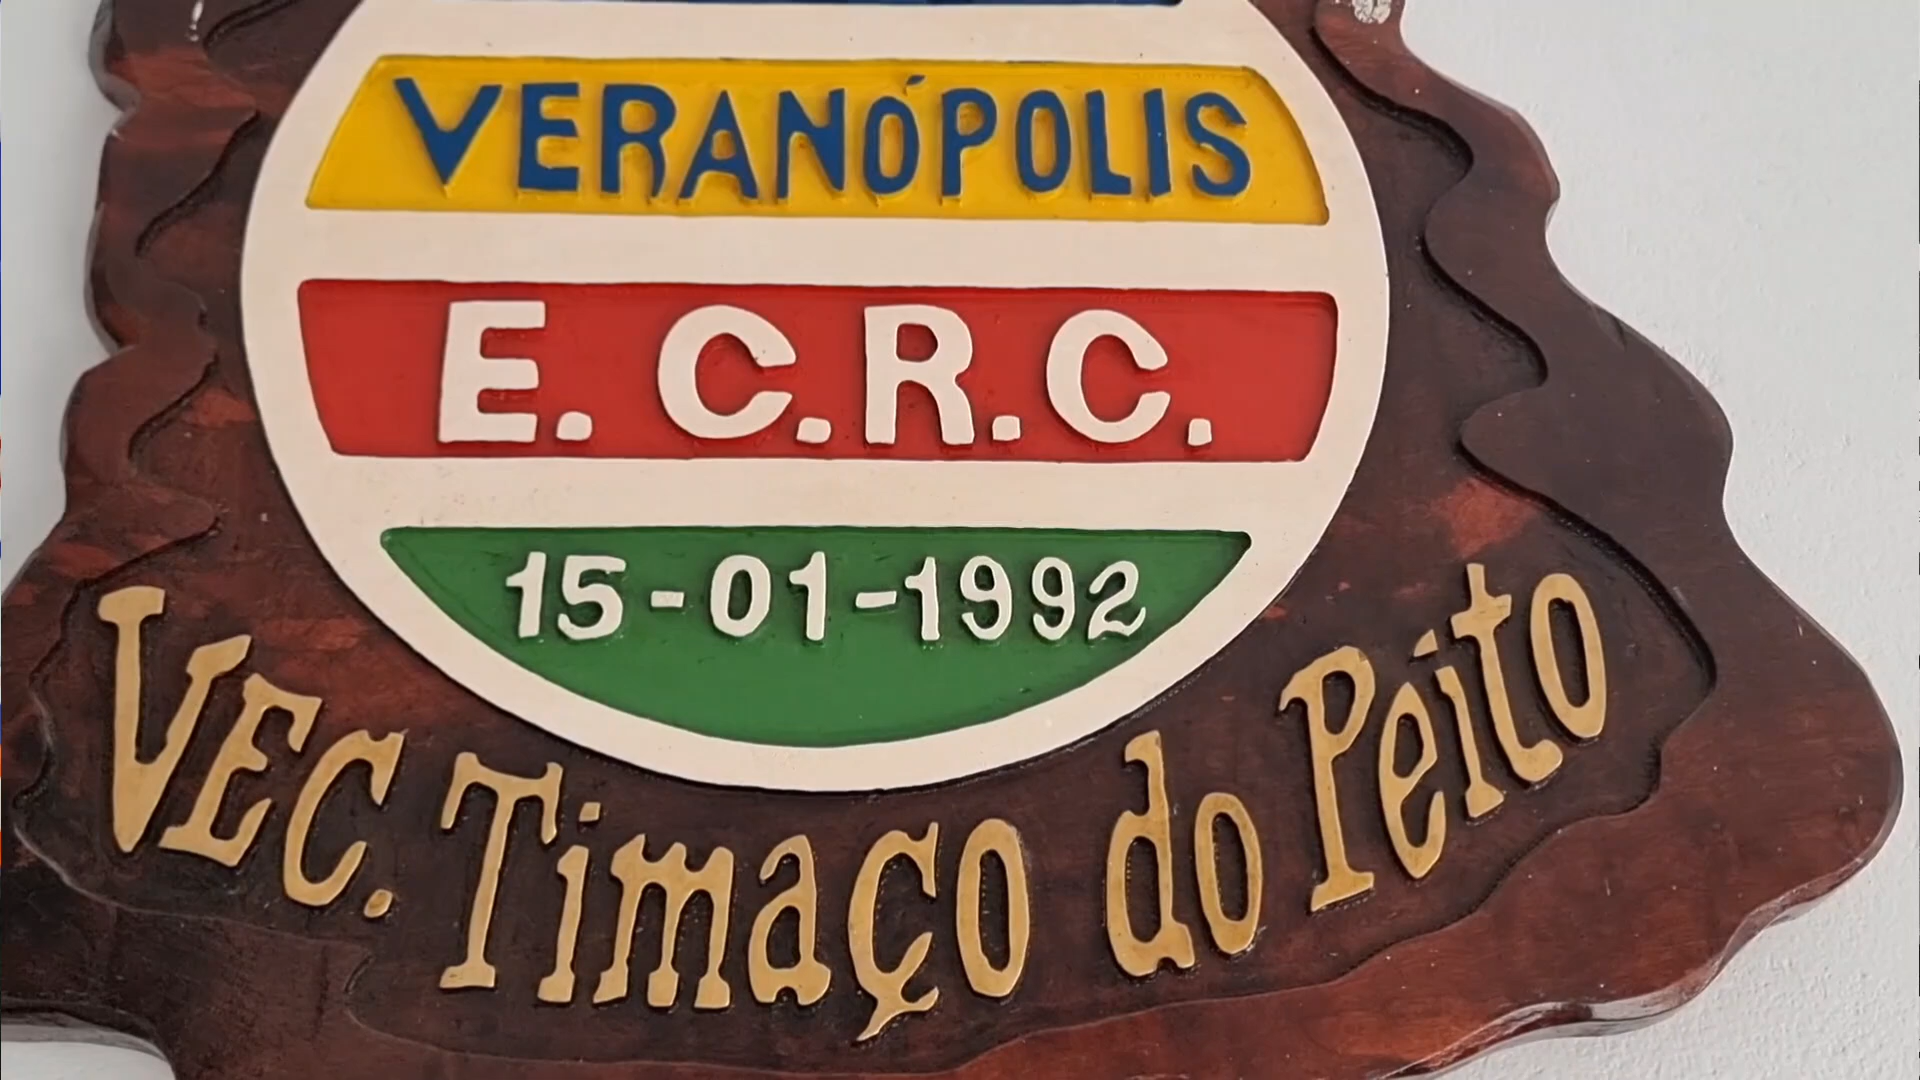 VERANÓPOLIS
E.C.R.C.
15-01-1992
VEC. Timaço do Peito